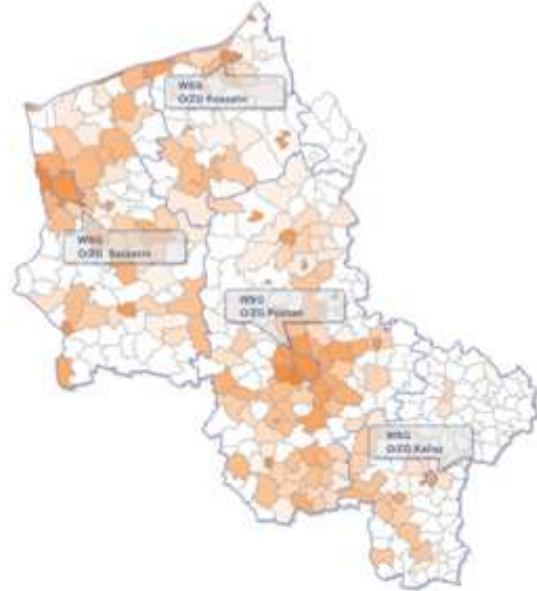 WSG
O/ZG Koszalin
WSG
O/ZG Szczecin
WSG
O/ZG Poznań
WSG
O/ZG Kalisz